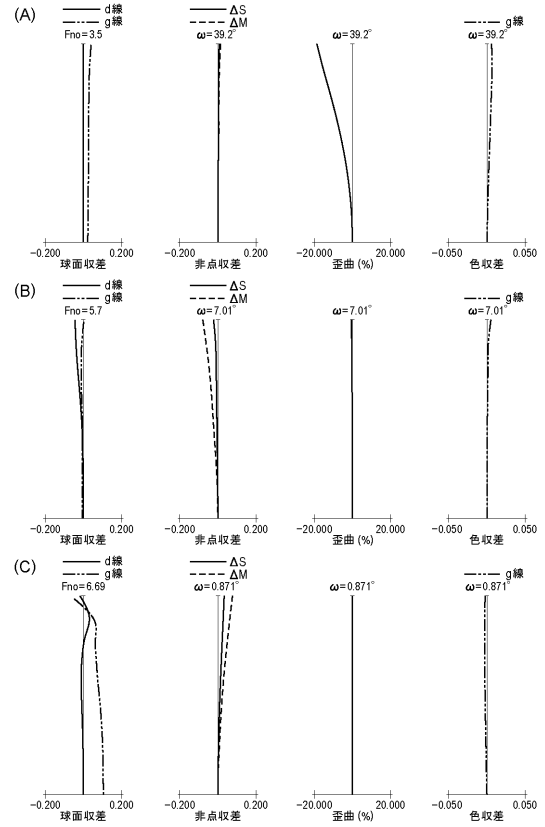 (A)
d線
g線
Fno=3.5
ΔS
ΔM
ω=39.2°
ω=39.2°
g線
ω=39.2°
-0.200 0.200
球面収差
-0.200 0.200
非点収差
-20.000 20.000
歪曲(%)
-0.050 0.050
色収差
(B)
d線
g線
Fno=5.7
ΔS
ΔM
ω=7.01°
ω=7.01°
g線
ω=7.01°
-0.200 0.200
球面収差
-0.200 0.200
非点収差
-20.000 20.000
歪曲(%)
-0.050 0.050
色収差
(C)
d線
g線
Fno=6.69
ΔS
ΔM
ω=0.871°
ω=0.871°
g線
ω=0.871°
-0.200 0.200
球面収差
-0.200 0.200
非点収差
-20.000 20.000
歪曲(%)
-0.050 0.050
色収差